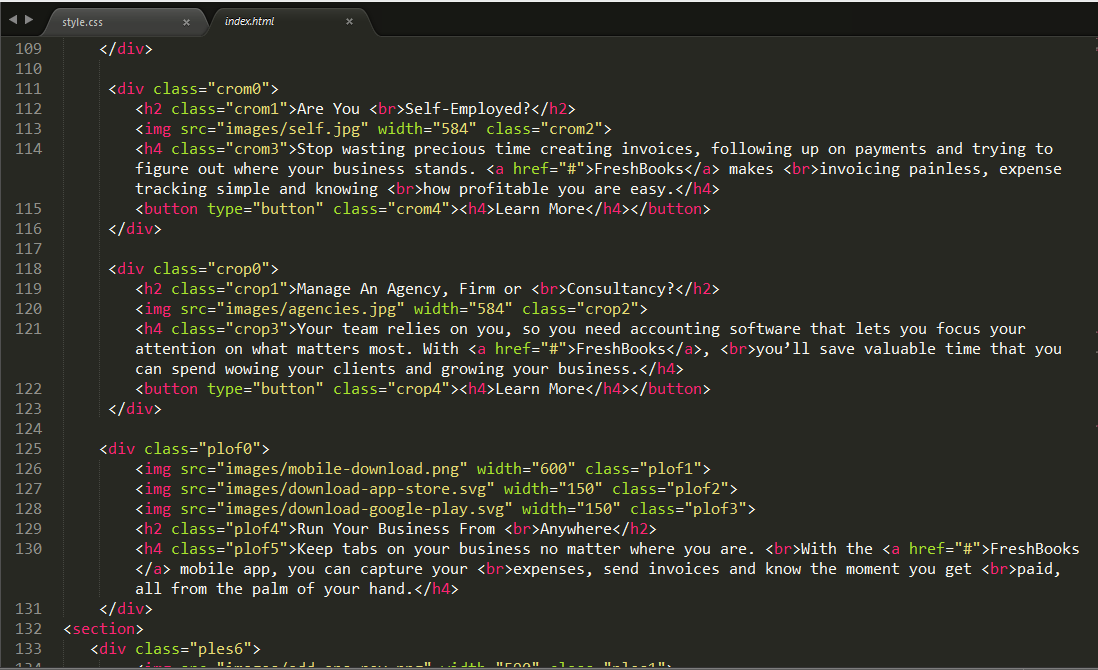 style.css × index.html ×
109 </div>
110
111 <div class="crom0">
112 <h2 class="crom1">Are You <br>Self-Employed?</h2>
113 <img src="images/self.jpg" width="584" class="crom2">
114 <h4 class="crom3">Stop wasting precious time creating invoices, following up on payments and trying to
figure out where your business stands. <a href="#">FreshBooks</a> makes <br>invoicing painless, expense
tracking simple and knowing <br>how profitable you are easy.</h4>
115 <button type="button" class="crom4"><h4>Learn More</h4></button>
116 </div>
117
118 <div class="crop0">
119 <h2 class="crop1">Manage An Agency, Firm or <br>Consultancy?</h2>
120 <img src="images/agencies.jpg" width="584" class="crop2">
121 <h4 class="crop3">Your team relies on you, so you need accounting software that lets you focus your
attention on what matters most. With <a href="#">FreshBooks</a>, <br>you’ll save valuable time that you
can spend wowing your clients and growing your business.</h4>
122 <button type="button" class="crop4"><h4>Learn More</h4></button>
123 </div>
124
125 <div class="plof0">
126 <img src="images/mobile-download.png" width="600" class="plof1">
127 <img src="images/download-app-store.svg" width="150" class="plof2">
128 <img src="images/download-google-play.svg" width="150" class="plof3">
129 <h2 class="plof4">Run Your Business From <br>Anywhere</h2>
130 <h4 class="plof5">Keep tabs on your business no matter where you are. <br>With the <a href="#">FreshBooks
</a> mobile app, you can capture your <br>expenses, send invoices and know the moment you get <br>paid,
all from the palm of your hand.</h4>
131 </div>
132 <section>
133 <div class="ples6">